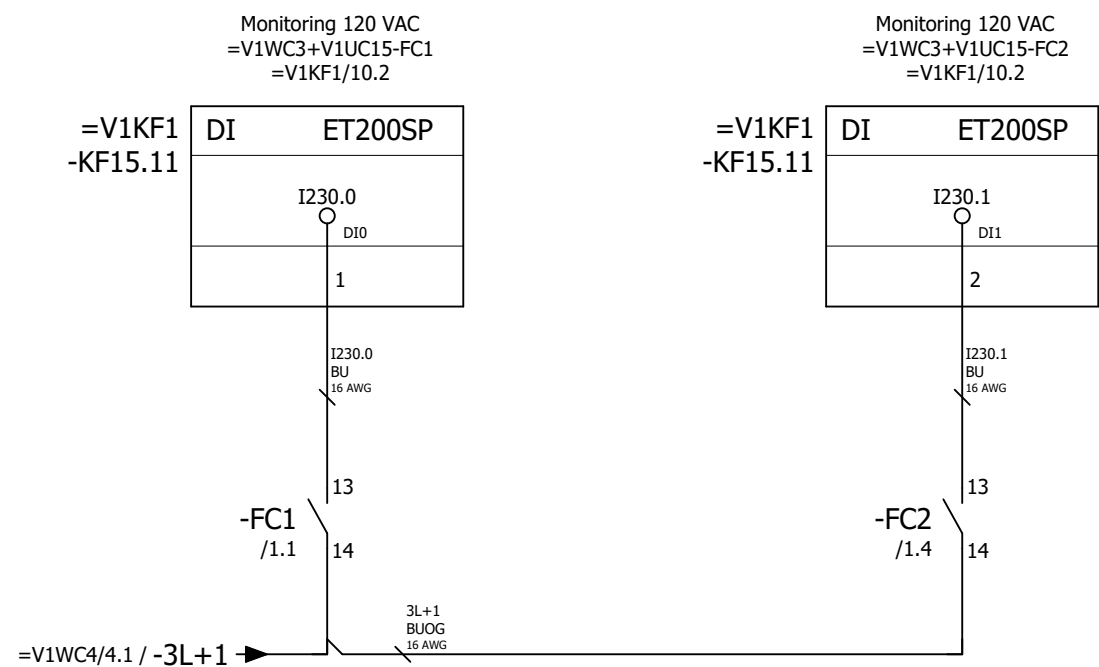 Monitoring 120 VAC
=V1WC3+V1UC15-FC1
=V1KF1/10.2
=V1KF1
-KF15.11
DI ET200SP
I230.0
DI0
1
I230.0
BU
16 AWG
13
-FC1
/1.1
14
Monitoring 120 VAC
=V1WC3+V1UC15-FC2
=V1KF1/10.2
=V1KF1
-KF15.11
DI ET200SP
I230.1
DI1
2
I230.1
BU
16 AWG
13
-FC2
/1.4
14
3L+1
BUOG
16 AWG
=V1WC4/4.1 / -3L+1